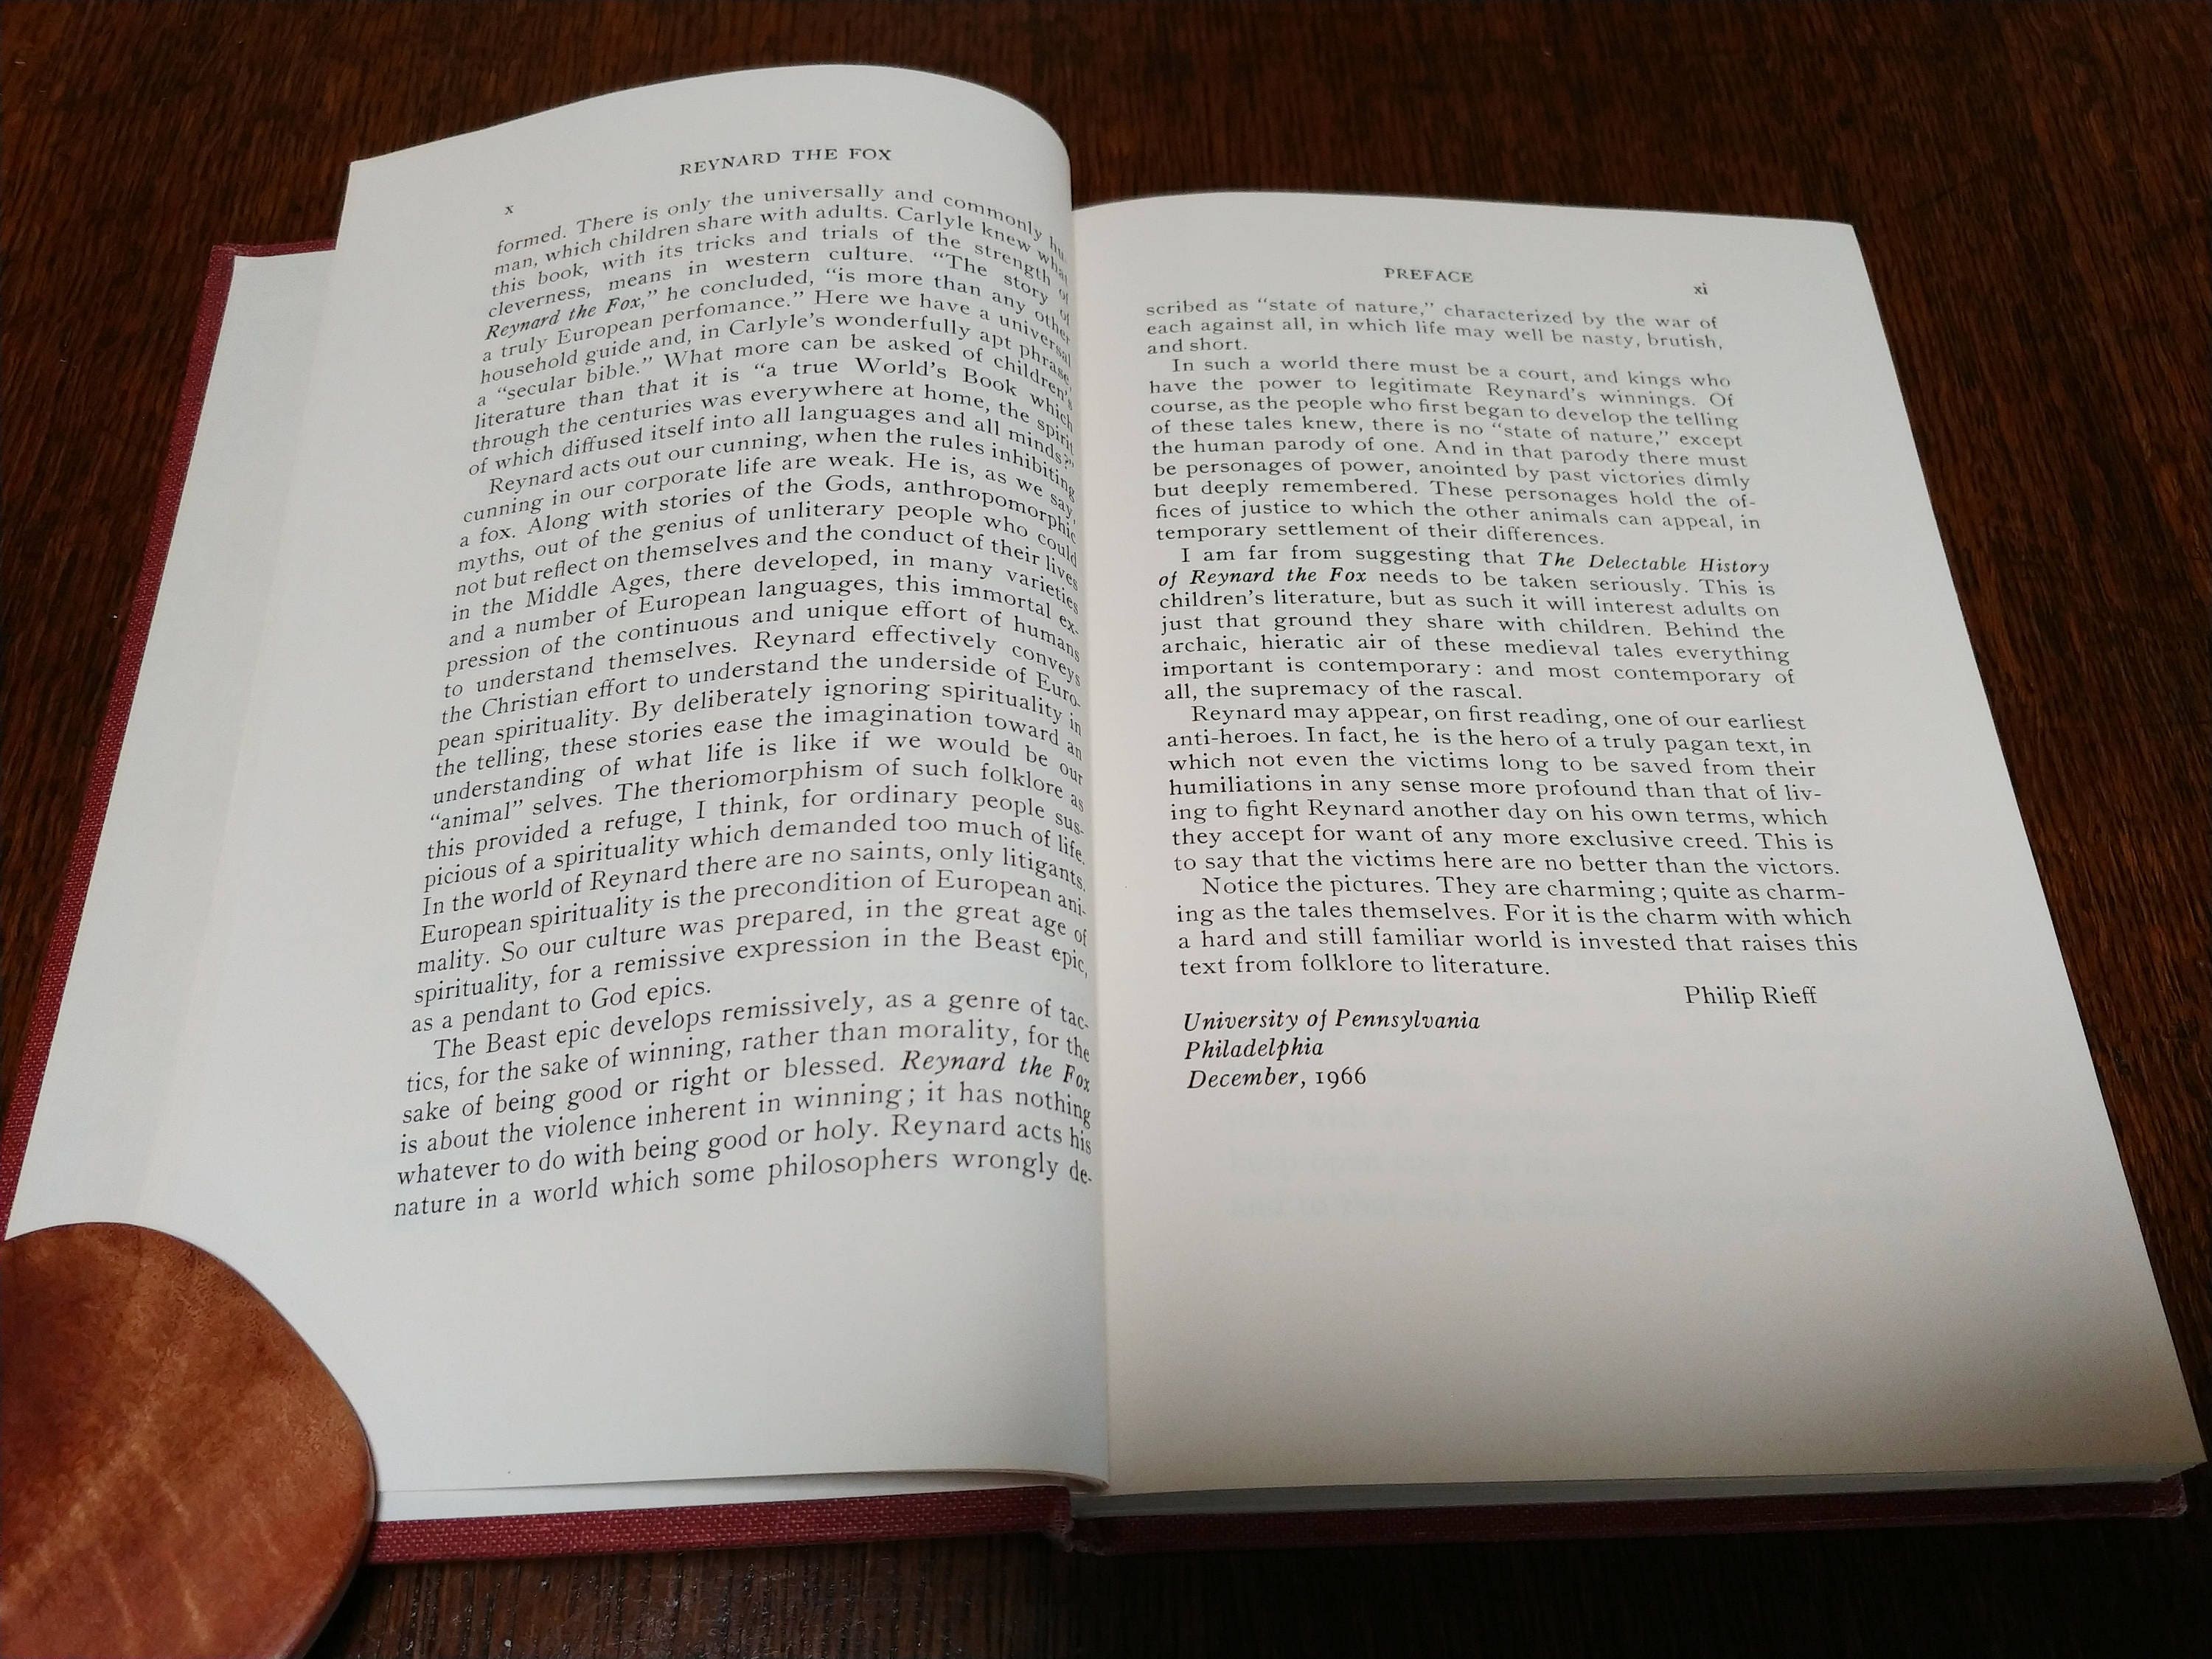 REYNARD THE FOX
x
formed. There is only the universally and commonly hu-
man, which children share with adults. Carlyle knew what
this book, with its tricks and trials of the strength of
cleverness, means in western culture. “The story of
Reynard the Fox,” he concluded, “is more than any other
a truly European perfomance.” Here we have a universal
household guide and, in Carlyle’s wonderfully apt phrase,
a “secular bible.” What more can be asked of children’s
literature than that it is “a true World’s Book which
through the centuries was everywhere at home, the spirit
of which diffused itself into all languages and all minds?”
Reynard acts out our cunning, when the rules inhibiting
cunning in our corporate life are weak. He is, as we say,
a fox. Along with stories of the Gods, anthropomorphic
myths, out of the genius of unliterary people who could
not but reflect on themselves and the conduct of their lives
in the Middle Ages, there developed, in many varieties
and a number of European languages, this immortal ex-
pression of the continuous and unique effort of humans
to understand themselves. Reynard effectively conveys
the Christian effort to understand the underside of Euro-
pean spirituality. By deliberately ignoring spirituality in
the telling, these stories ease the imagination toward an
understanding of what life is like if we would be our
“animal” selves. The theriomorphism of such folklore as
this provided a refuge, I think, for ordinary people sus-
picious of a spirituality which demanded too much of life.
In the world of Reynard there are no saints, only litigants.
European spirituality is the precondition of European ani-
mality. So our culture was prepared, in the great age of
spirituality, for a remissive expression in the Beast epic,
as a pendant to God epics.
The Beast epic develops remissively, as a genre of tac-
tics, for the sake of winning, rather than morality, for the
sake of being good or right or blessed. Reynard the Fox
is about the violence inherent in winning; it has nothing
whatever to do with being good or holy. Reynard acts his
nature in a world which some philosophers wrongly de-
PREFACE
xi
scribed as “state of nature,” characterized by the war of
each against all, in which life may well be nasty, brutish,
and short.
In such a world there must be a court, and kings who
have the power to legitimate Reynard’s winnings. Of
course, as the people who first began to develop the telling
of these tales knew, there is no “state of nature,” except
the human parody of one. And in that parody there must
be personages of power, anointed by past victories dimly
but deeply remembered. These personages hold the of-
fices of justice to which the other animals can appeal, in
temporary settlement of their differences.
I am far from suggesting that The Delectable History
of Reynard the Fox needs to be taken seriously. This is
children’s literature, but as such it will interest adults on
just that ground they share with children. Behind the
archaic, hieratic air of these medieval tales everything
important is contemporary: and most contemporary of
all, the supremacy of the rascal.
Reynard may appear, on first reading, one of our earliest
anti-heroes. In fact, he is the hero of a truly pagan text, in
which not even the victims long to be saved from their
humiliations in any sense more profound than that of liv-
ing to fight Reynard another day on his own terms, which
they accept for want of any more exclusive creed. This is
to say that the victims here are no better than the victors.
Notice the pictures. They are charming; quite as charm-
ing as the tales themselves. For it is the charm with which
a hard and still familiar world is invested that raises this
text from folklore to literature.
Philip Rieff
University of Pennsylvania
Philadelphia
December, 1966